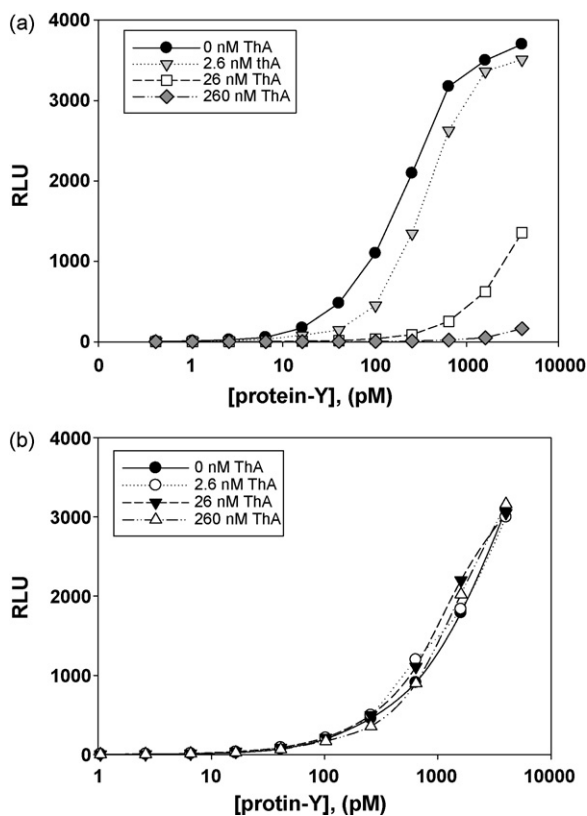 (a)
4000
3000
2000
1000
0
RLU
0 nM ThA
2.6 nM thA
26 nM ThA
260 nM ThA
0 1 10 100 1000 10000
[protein-Y], (pM)
(b)
4000
3000
2000
1000
0
RLU
0 nM ThA
2.6 nM ThA
26 nM ThA
260 nM ThA
1 10 100 1000 10000
[protin-Y], (pM)